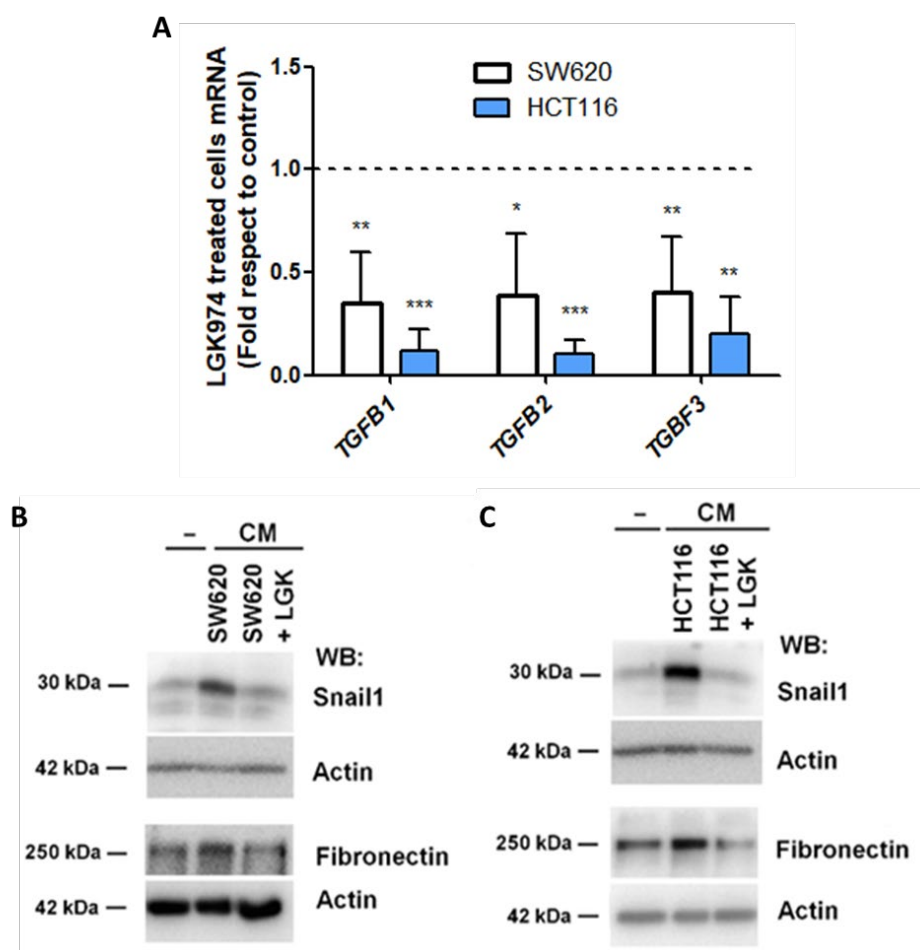 A
LGK974 treated cells mRNA
(Fold respect to control)
1.5
1.0
0.5
0.0
SW620
HCT116
**
***
*
***
**
**
TGFB1
TGFB2
TGBF3
B
–
CM
SW620
SW620
+ LGK
WB:
30 kDa
Snail1
42 kDa
Actin
250 kDa
Fibronectin
42 kDa
Actin
C
–
CM
HCT116
HCT116
+ LGK
WB:
30 kDa
Snail1
42 kDa
Actin
250 kDa
Fibronectin
42 kDa
Actin